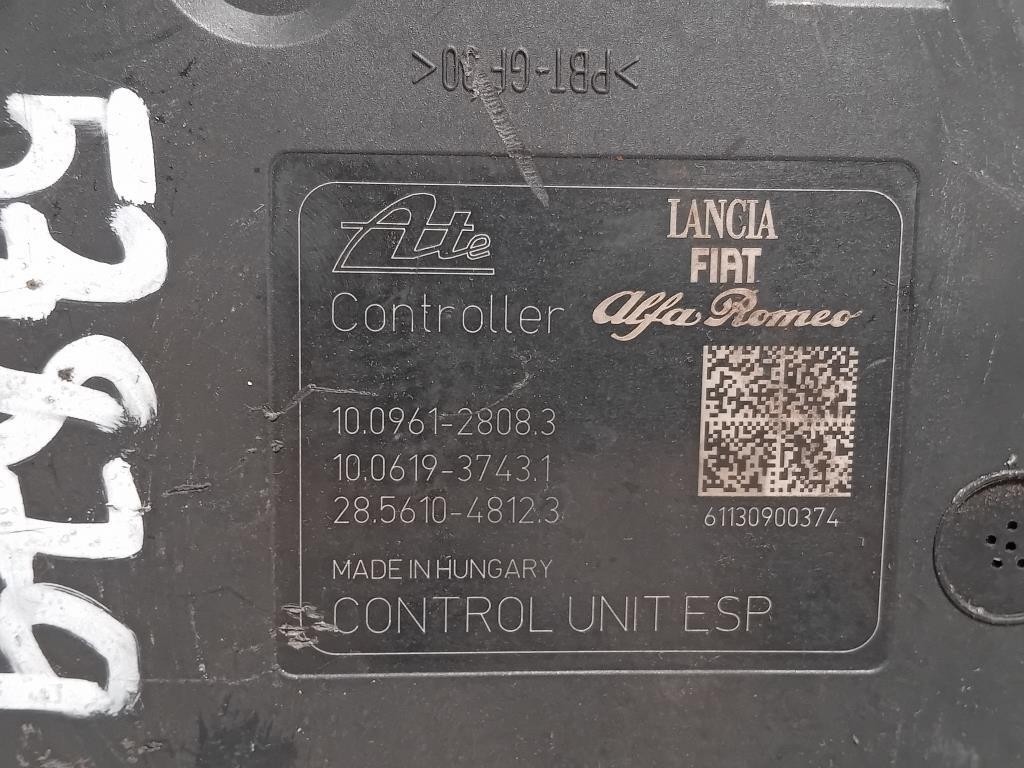 >PBT-GF30<
Ate
LANCIA
FIAT
Alfa Romeo
Controller
10.0961-2808.3
10.0619-3743.1
28.5610-4812.3
61130900374
MADE IN HUNGARY
CONTROL UNIT ESP